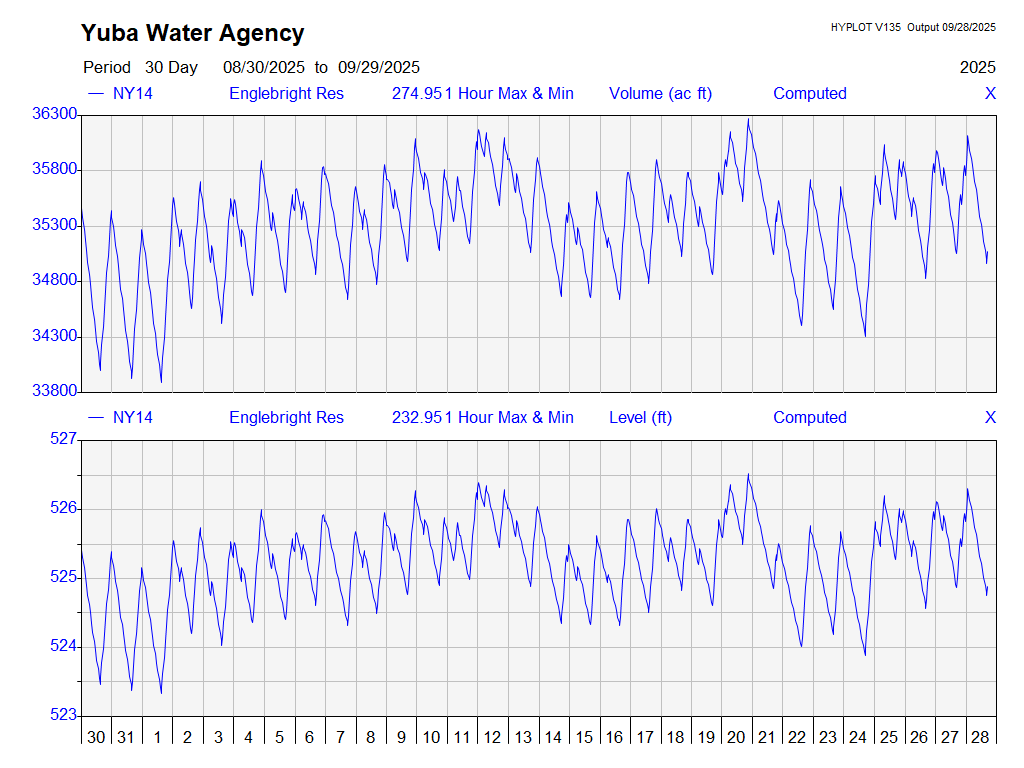 Yuba Water Agency
HYPLOT V135 Output 09/28/2025
Period 30 Day 08/30/2025 to 09/29/2025 2025
NY14 Englebright Res 274.951 Hour Max & Min Volume (ac ft) Computed X
36300
35800
35300
34800
34300
33800
NY14 Englebright Res 232.951 Hour Max & Min Level (ft) Computed X
527
526
525
524
523
30 31 1 2 3 4 5 6 7 8 9 10 11 12 13 14 15 16 17 18 19 20 21 22 23 24 25 26 27 28